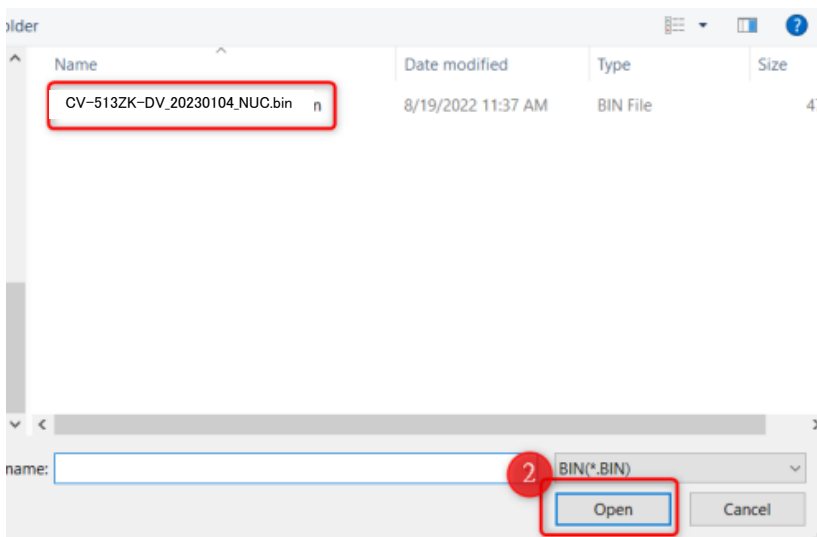 older
Name Date modified Type Size
CV-513ZK-DV_20230104_NUC.bin n 8/19/2022 11:37 AM BIN File 47
name: 2 BIN(*.BIN)
Open Cancel